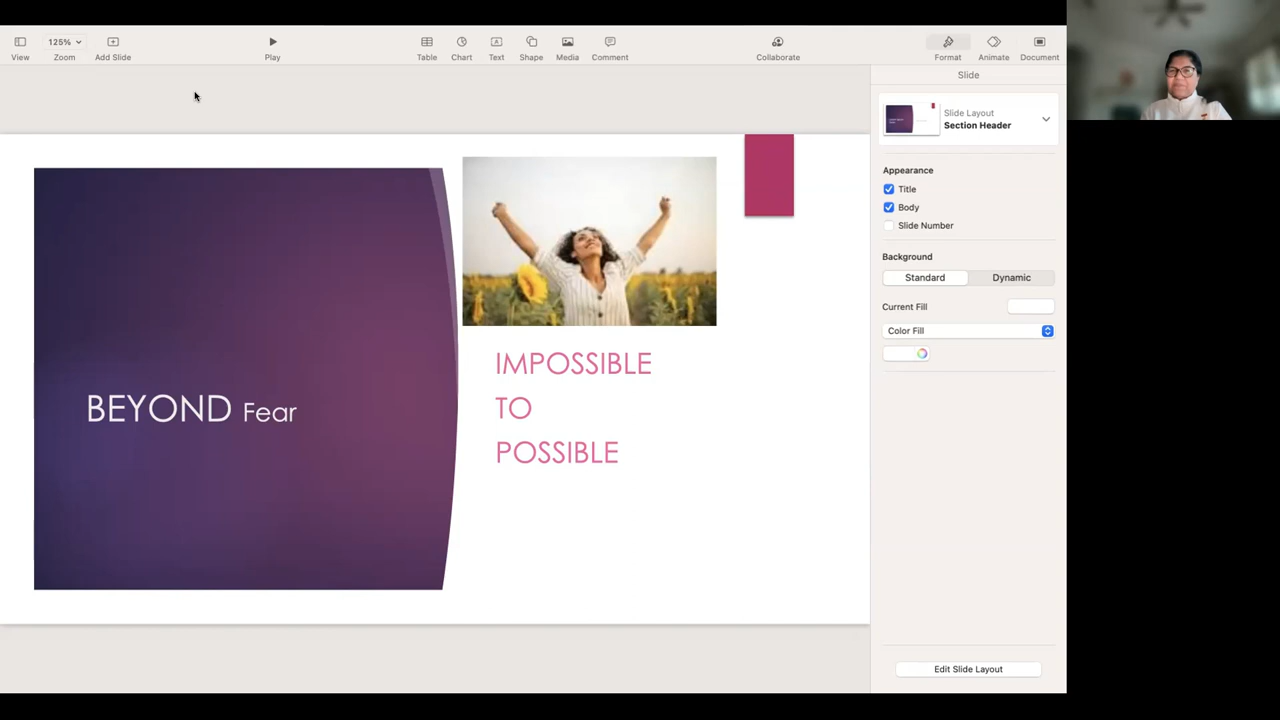 125%
View
Zoom
Add Slide
Play
Table
Chart
Text
Shape
Media
Comment
Collaborate
Format
Animate
Document
Slide
Slide Layout
Section Header
Appearance
Title
Body
Slide Number
Background
Standard
Dynamic
Current Fill
Color Fill
Edit Slide Layout
BEYOND Fear
IMPOSSIBLE
TO
POSSIBLE